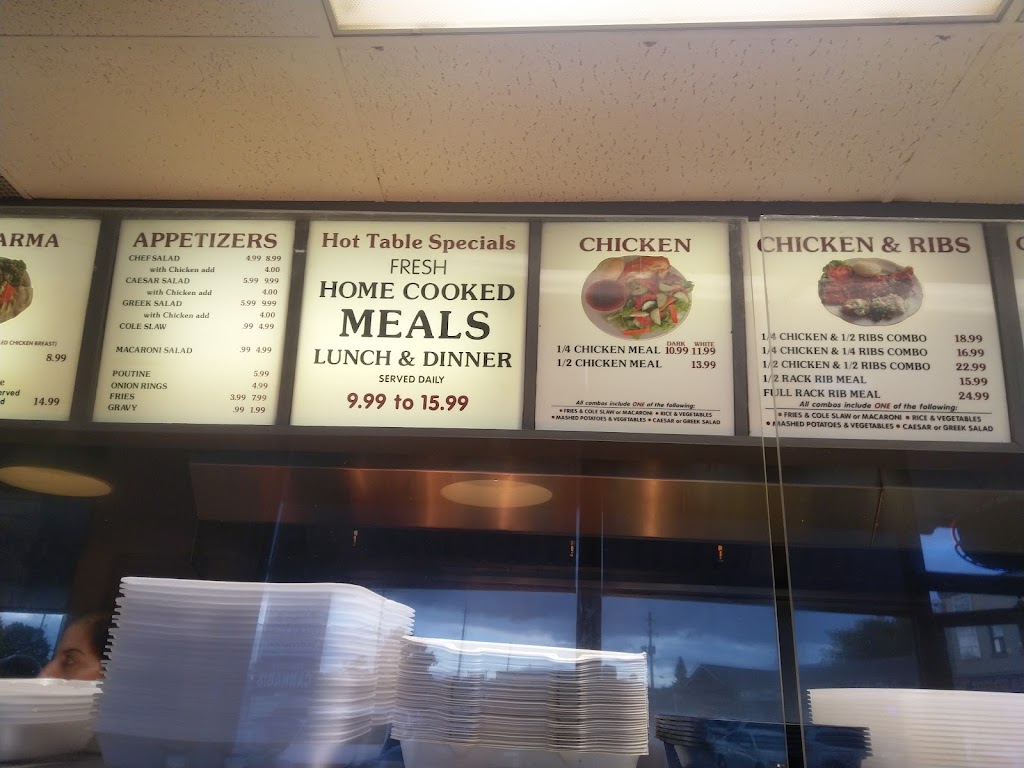 ARMA
ED CHICKEN BREAST)
8.99
14.99
APPETIZERS
CHEF SALAD 4.99 8.99
with Chicken add 4.00
CAESAR SALAD 5.99 9.99
with Chicken add 4.00
GREEK SALAD 5.99 9.99
with Chicken add 4.00
COLE SLAW .99 4.99
MACARONI SALAD .99 4.99
POUTINE 5.99
ONION RINGS 4.99
FRIES 3.99 7.99
GRAVY .99 1.99
Hot Table Specials
FRESH
HOME COOKED
MEALS
LUNCH & DINNER
SERVED DAILY
9.99 to 15.99
CHICKEN
DARK WHITE
1/4 CHICKEN MEAL 10.99 11.99
1/2 CHICKEN MEAL 13.99
All combos include ONE of the following:
• FRIES & COLE SLAW or MACARONI • RICE & VEGETABLES
• MASHED POTATOES & VEGETABLES • CAESAR or GREEK SALAD
CHICKEN & RIBS
1/4 CHICKEN & 1/2 RIBS COMBO 18.99
1/4 CHICKEN & 1/4 RIBS COMBO 16.99
1/2 CHICKEN & 1/2 RIBS COMBO 22.99
1/2 RACK RIB MEAL 15.99
FULL RACK RIB MEAL 24.99
All combos include ONE of the following:
• FRIES & COLE SLAW or MACARONI • RICE & VEGETABLES
• MASHED POTATOES & VEGETABLES • CAESAR or GREEK SALAD